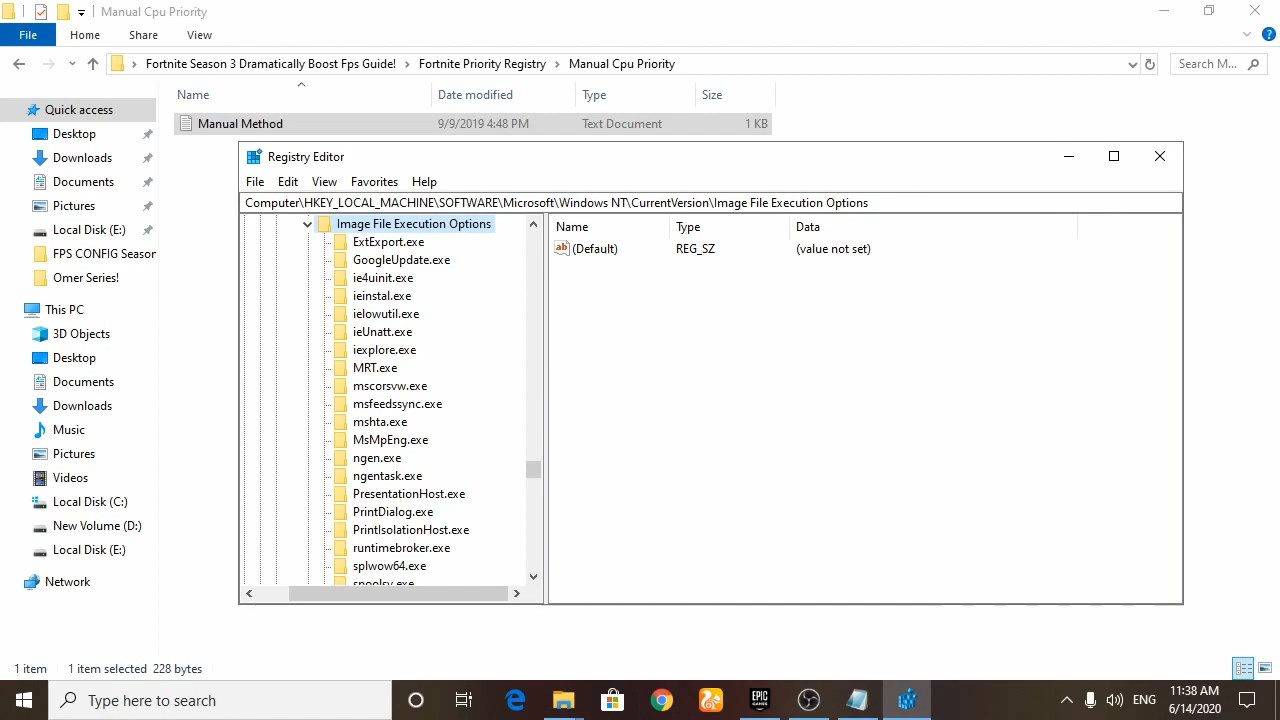 Manual Cpu Priority
File Home Share View
Fortnite Season 3 Dramatically Boost Fps Guide! > Fortnite Priority Registry > Manual Cpu Priority
Search M...
Name Date modified Type Size
Manual Method 9/9/2019 4:48 PM Text Document 1 KB
Quick access
Desktop
Downloads
Documents
Pictures
Local Disk (E:)
FPS CONFIG Season
Omer Series!
This PC
3D Objects
Desktop
Documents
Downloads
Music
Pictures
Videos
Local Disk (C:)
New Volume (D:)
Local Disk (E:)
Network
Registry Editor
File Edit View Favorites Help
Computer\HKEY_LOCAL_MACHINE\SOFTWARE\Microsoft\Windows NT\CurrentVersion\Image File Execution Options
Image File Execution Options
ExtExport.exe
GoogleUpdate.exe
ie4uinit.exe
ieinstal.exe
ielowutil.exe
ieUnatt.exe
iexplore.exe
MRT.exe
mscorsvw.exe
msfeedssync.exe
mshta.exe
MsMpEng.exe
ngen.exe
ngentask.exe
PresentationHost.exe
PrintDialog.exe
PrintIsolationHost.exe
runtimebroker.exe
splwow64.exe
spoolsv.exe
Name Type Data
ab (Default) REG_SZ (value not set)
1 item 1 item selected 228 bytes
Type here to search
EPIC GAMES
ENG
11:38 AM
6/14/2020